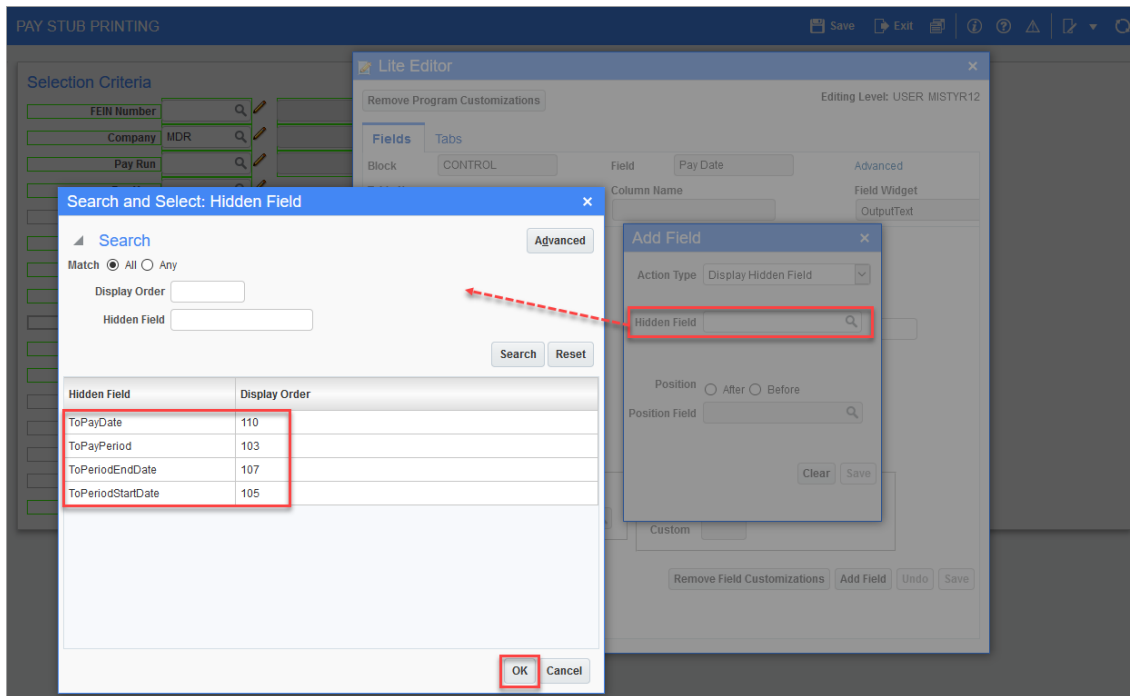 PAY STUB PRINTING
Save Exit
Selection Criteria
FEIN Number
Company MDR
Pay Run
Lite Editor
Remove Program Customizations
Editing Level: USER MISTYR12
Fields Tabs
Block CONTROL Field Pay Date Advanced
Column Name Field Widget
OutputText
Search and Select: Hidden Field
Search
Advanced
Match All Any
Display Order
Hidden Field
Search Reset
Hidden Field Display Order
ToPayDate 110
ToPayPeriod 103
ToPeriodEndDate 107
ToPeriodStartDate 105
OK Cancel
Add Field
Action Type Display Hidden Field
Hidden Field
Position After Before
Position Field
Clear Save
Custom
Remove Field Customizations Add Field Undo Save